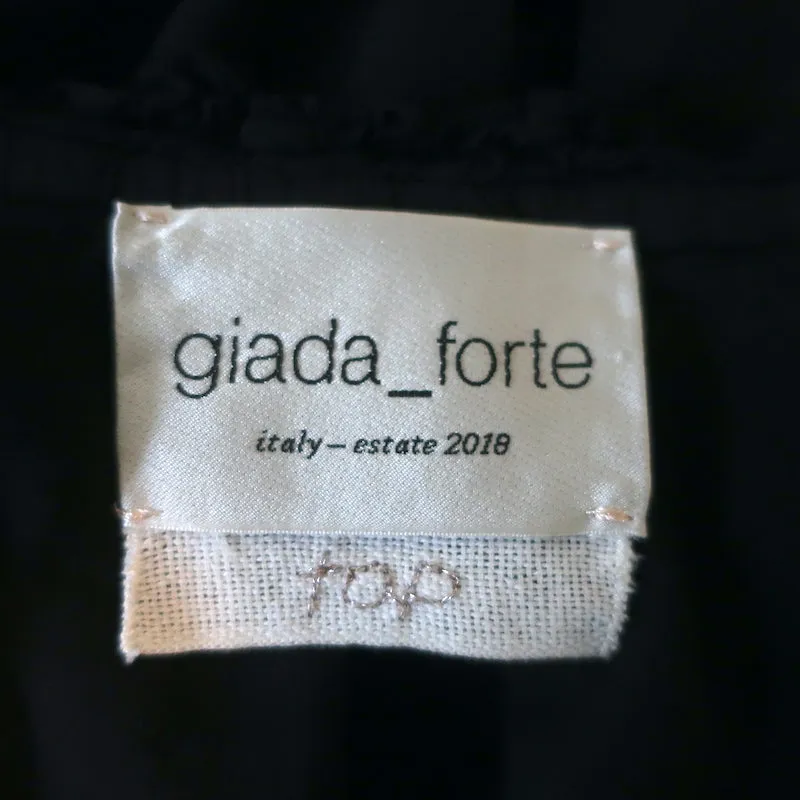 giada_forte
italy – estate 2018
top